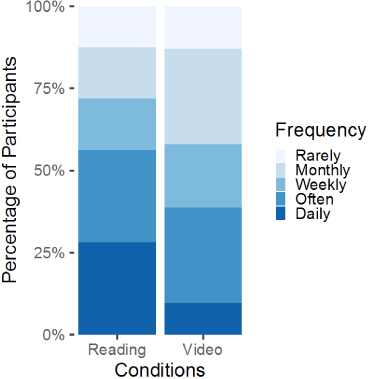 100%
75%
50%
25%
0%
Percentage of Participants
Reading
Video
Conditions
Frequency
Rarely
Monthly
Weekly
Often
Daily